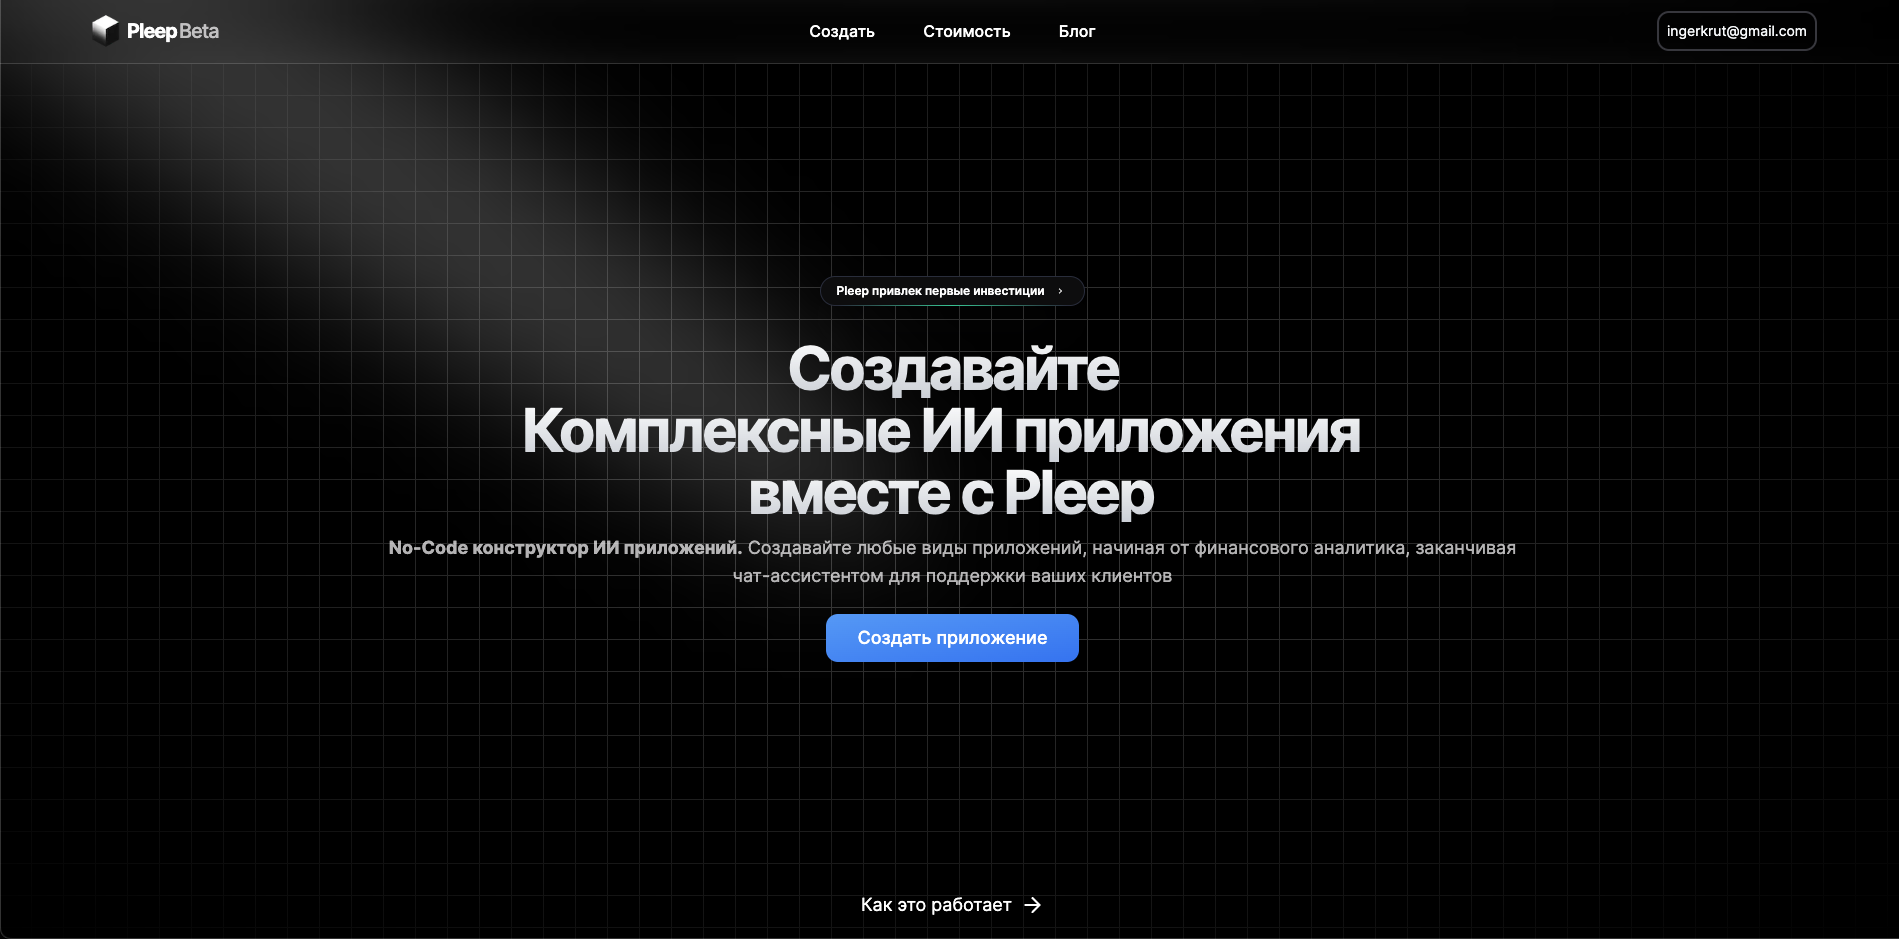 Pleep Beta
Создать
Стоимость
Блог
ingerkrut@gmail.com
Pleep привлек первые инвестиции
Создавайте
Комплексные ИИ приложения
вместе с Pleep
No-Code конструктор ИИ приложений. Создавайте любые виды приложений, начиная от финансового аналитика, заканчивая
чат-ассистентом для поддержки ваших клиентов
Создать приложение
Как это работает